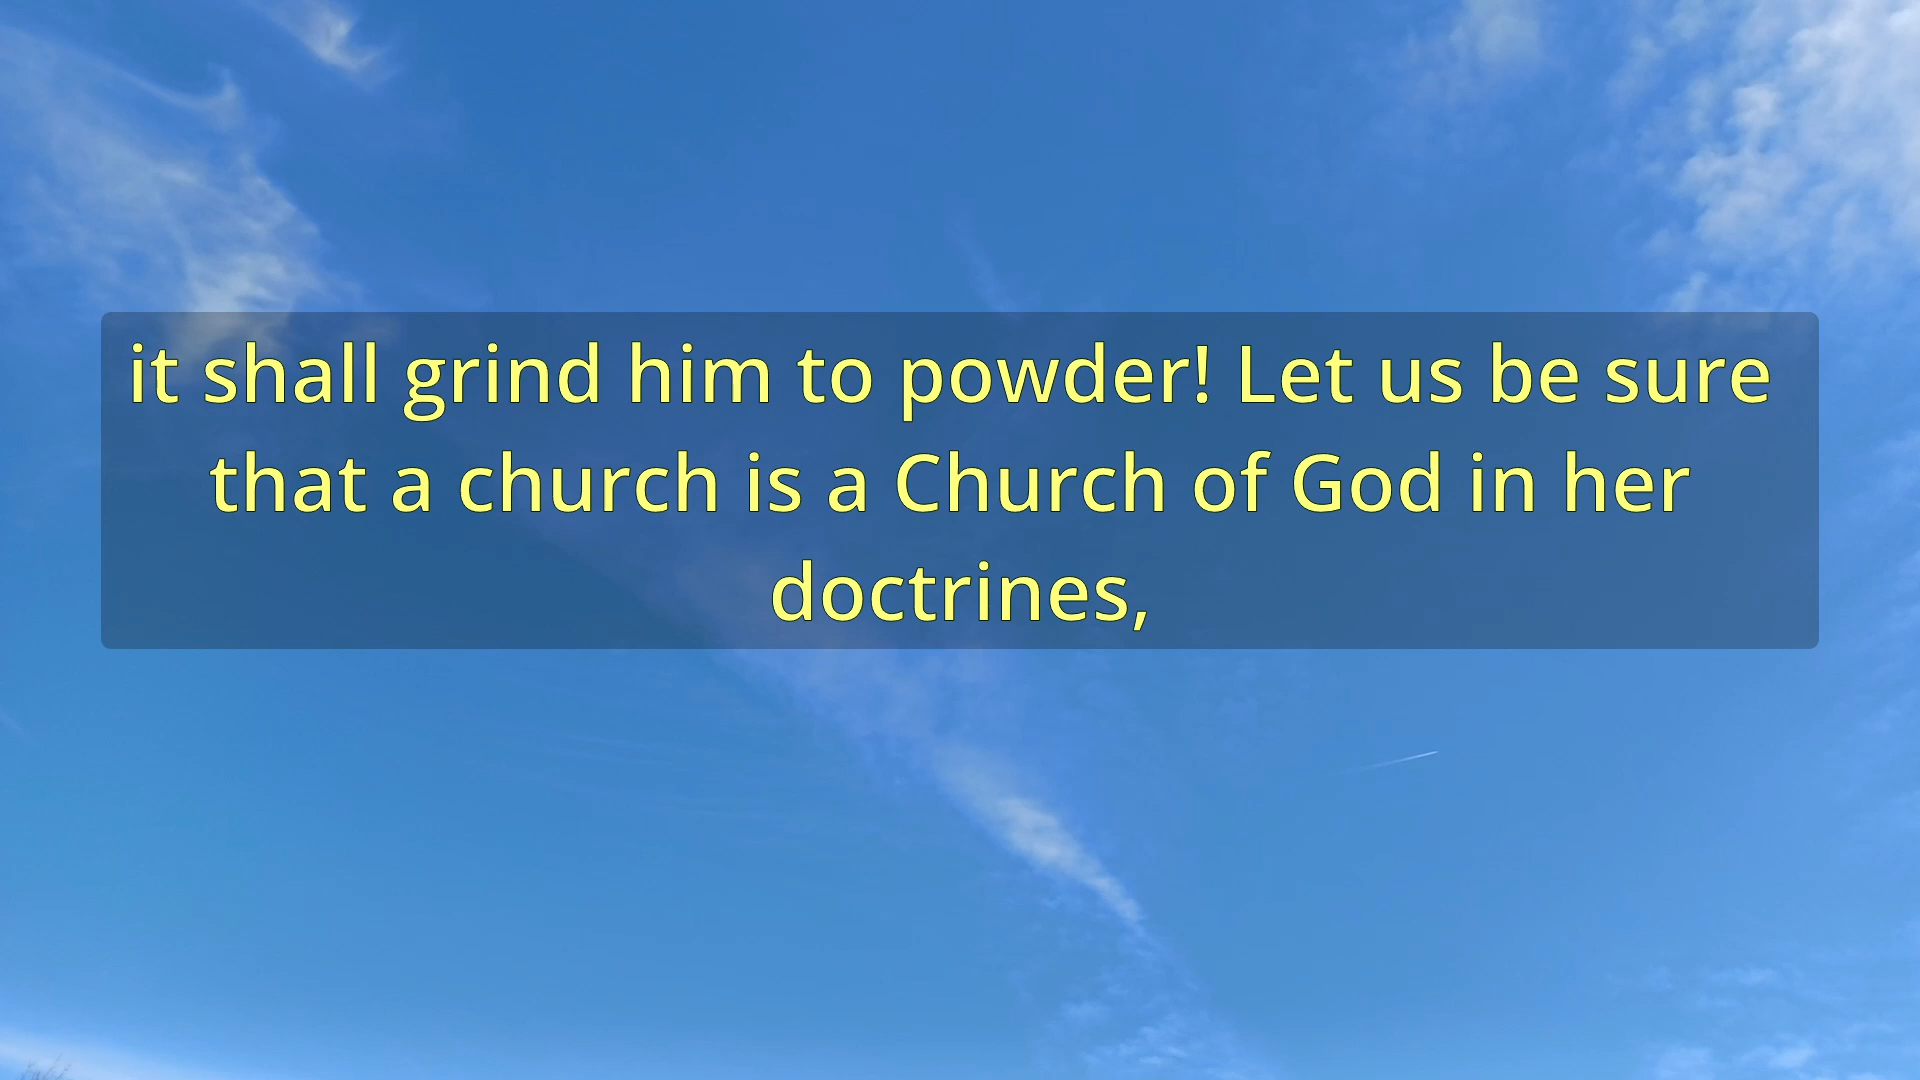 it shall grind him to powder! Let us be sure
that a church is a Church of God in her
doctrines,